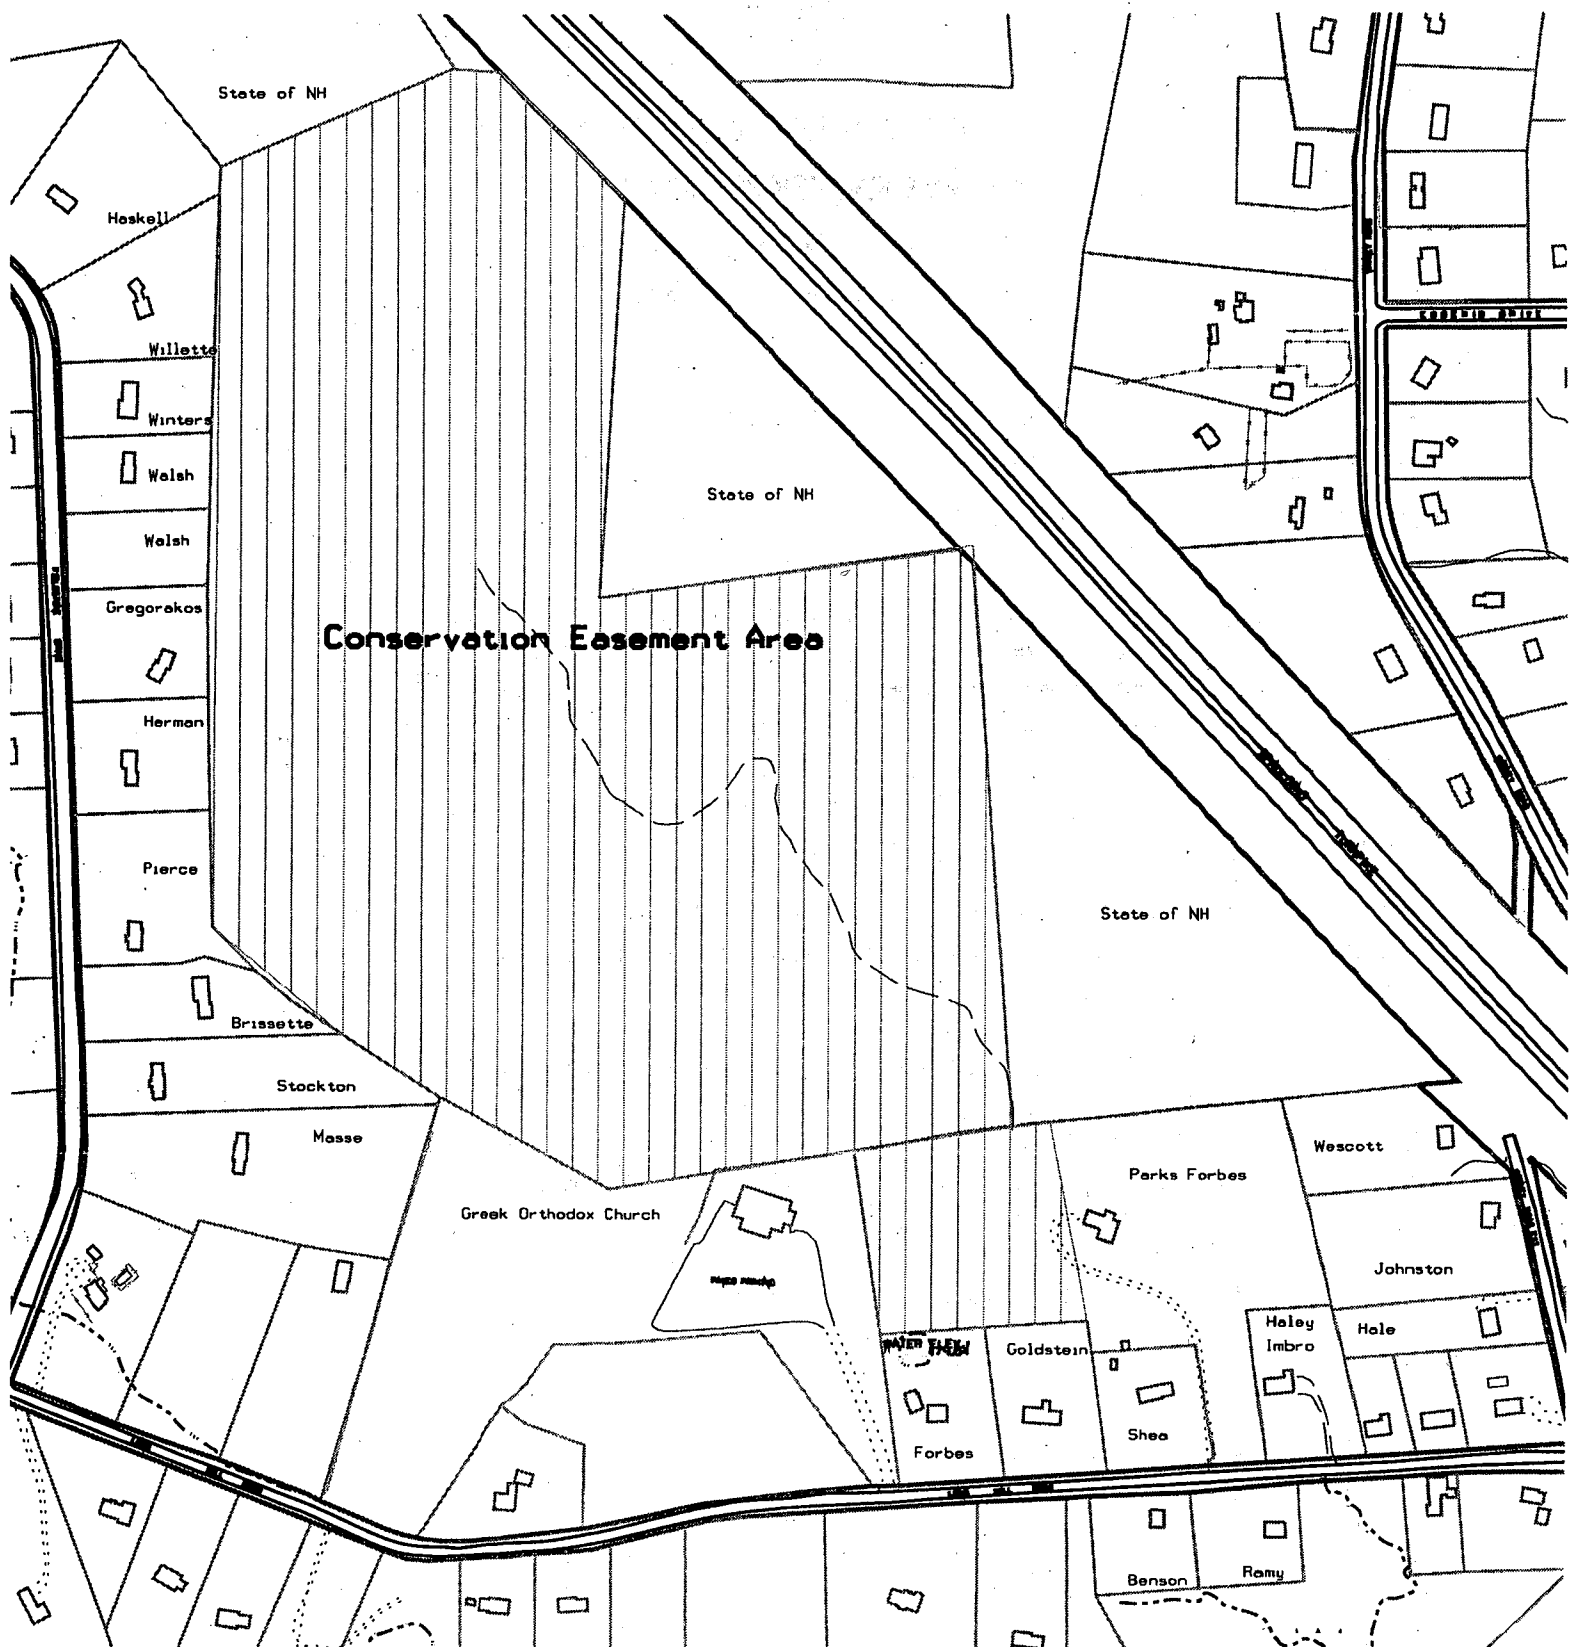 State of NH
Haskell
Willette
Winters
Walsh
State of NH
Walsh
Gregorakos
Conservation Easement Area
Herman
Pierce
State of NH
Brissette
Stockton
Masse
Wescott
Parks Forbes
Greek Orthodox Church
Johnston
Haley
Imbro
Hale
Goldstein
Shea
Forbes
Benson
Ramy